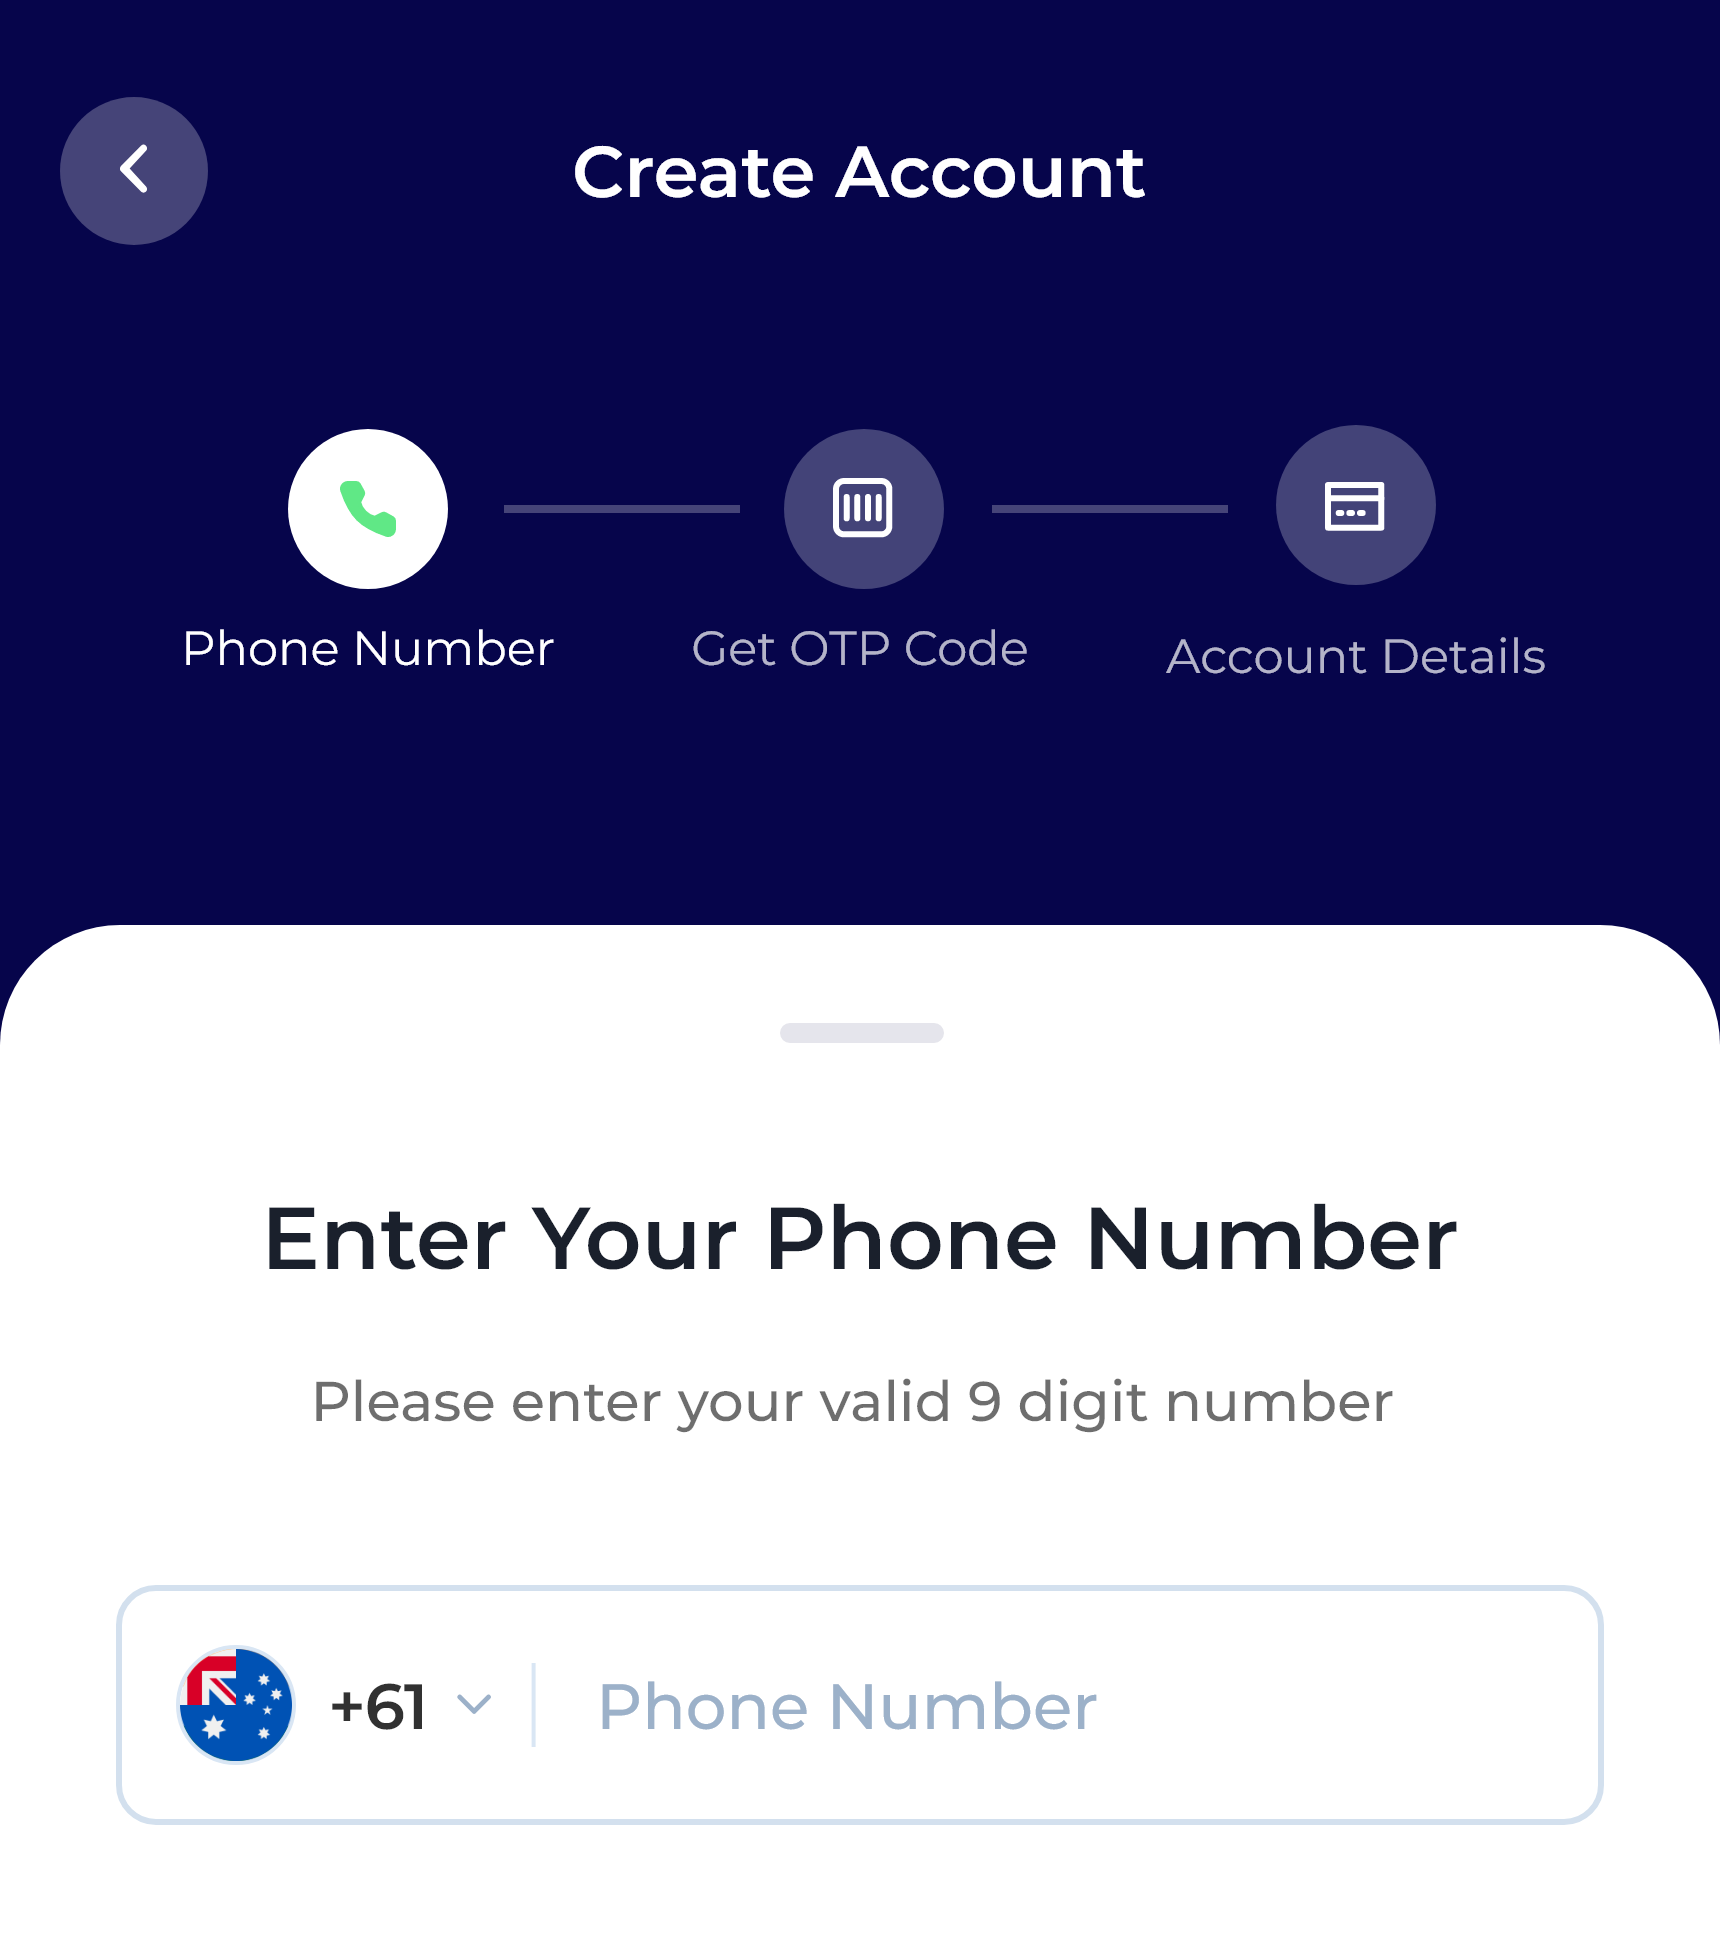 Create Account
Phone Number
Get OTP Code
Account Details
Enter Your Phone Number
Please enter your valid 9 digit number
+61 Phone Number